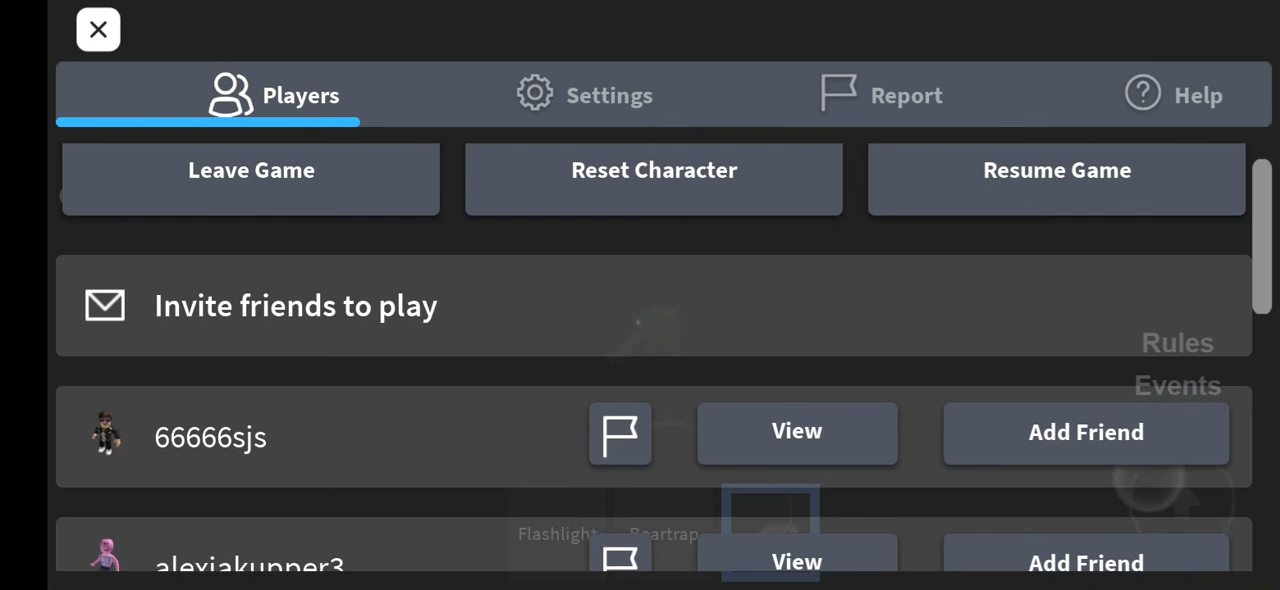 Players
Settings
Report
Help
Leave Game
Reset Character
Resume Game
Invite friends to play
Rules
Events
66666sjs
View
Add Friend
Flashlight
Beartrap
alexiakupper3
View
Add Friend